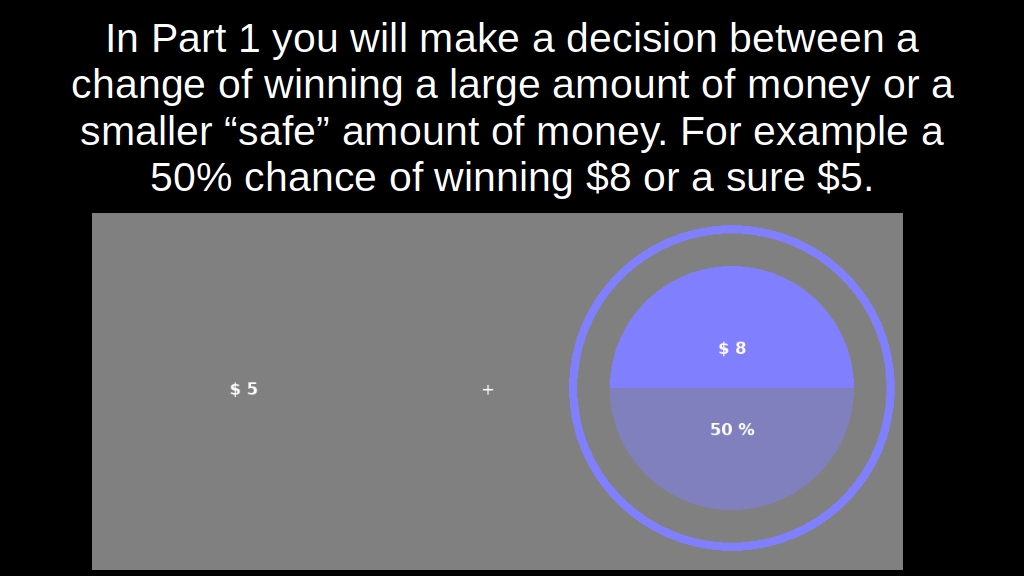 In Part 1 you will make a decision between a
change of winning a large amount of money or a
smaller “safe” amount of money. For example a
50% chance of winning $8 or a sure $5.
$ 8
$ 5
+
50 %